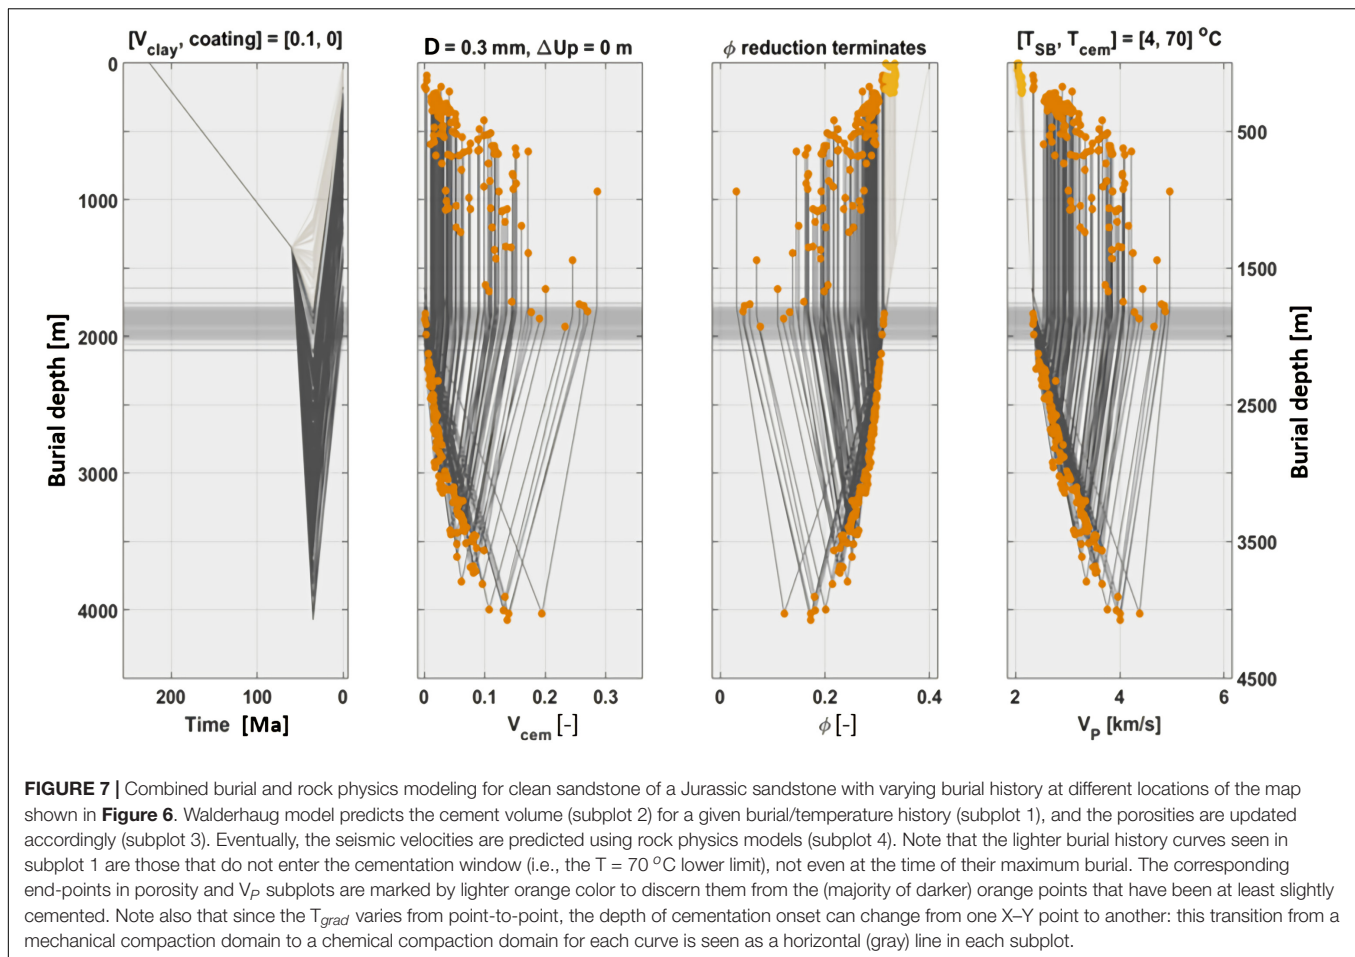 [Vclay, coating] = [0.1, 0]
D = 0.3 mm, ΔUp = 0 m
ϕ reduction terminates
[TSB, Tcem] = [4, 70] oC
0
1000
2000
3000
4000
Burial depth [m]
200
100
0
Time [Ma]
0
0.1
0.2
0.3
Vcem [-]
0
0.2
0.4
ϕ [-]
2
4
6
VP [km/s]
500
1500
2500
3500
4500
Burial depth [m]
FIGURE 7 | Combined burial and rock physics modeling for clean sandstone of a Jurassic sandstone with varying burial history at different locations of the map
shown in Figure 6. Walderhaug model predicts the cement volume (subplot 2) for a given burial/temperature history (subplot 1), and the porosities are updated
accordingly (subplot 3). Eventually, the seismic velocities are predicted using rock physics models (subplot 4). Note that the lighter burial history curves seen in
subplot 1 are those that do not enter the cementation window (i.e., the T = 70 oC lower limit), not even at the time of their maximum burial. The corresponding
end-points in porosity and VP subplots are marked by lighter orange color to discern them from the (majority of darker) orange points that have been at least slightly
cemented. Note also that since the Tgrad varies from point-to-point, the depth of cementation onset can change from one X–Y point to another: this transition from a
mechanical compaction domain to a chemical compaction domain for each curve is seen as a horizontal (gray) line in each subplot.